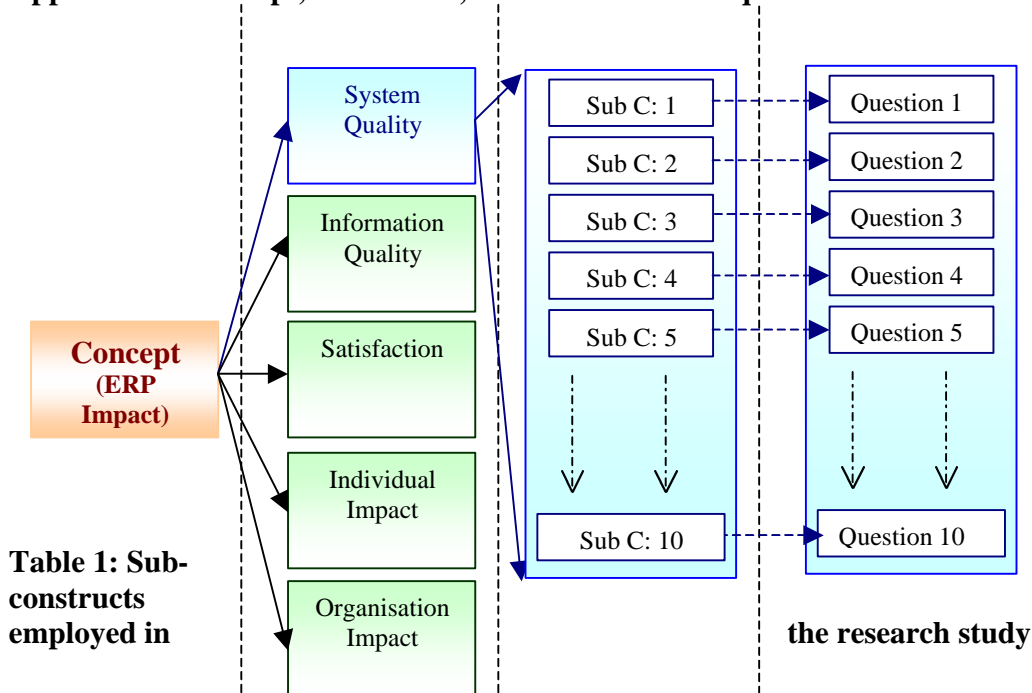 System
Quality
Information
Quality
Satisfaction
Individual
Impact
Organisation
Impact
Concept
(ERP
Impact)
Sub C: 1
Sub C: 2
Sub C: 3
Sub C: 4
Sub C: 5
Sub C: 10
Question 1
Question 2
Question 3
Question 4
Question 5
Question 10
Table 1: Sub-
constructs
employed in
the research study